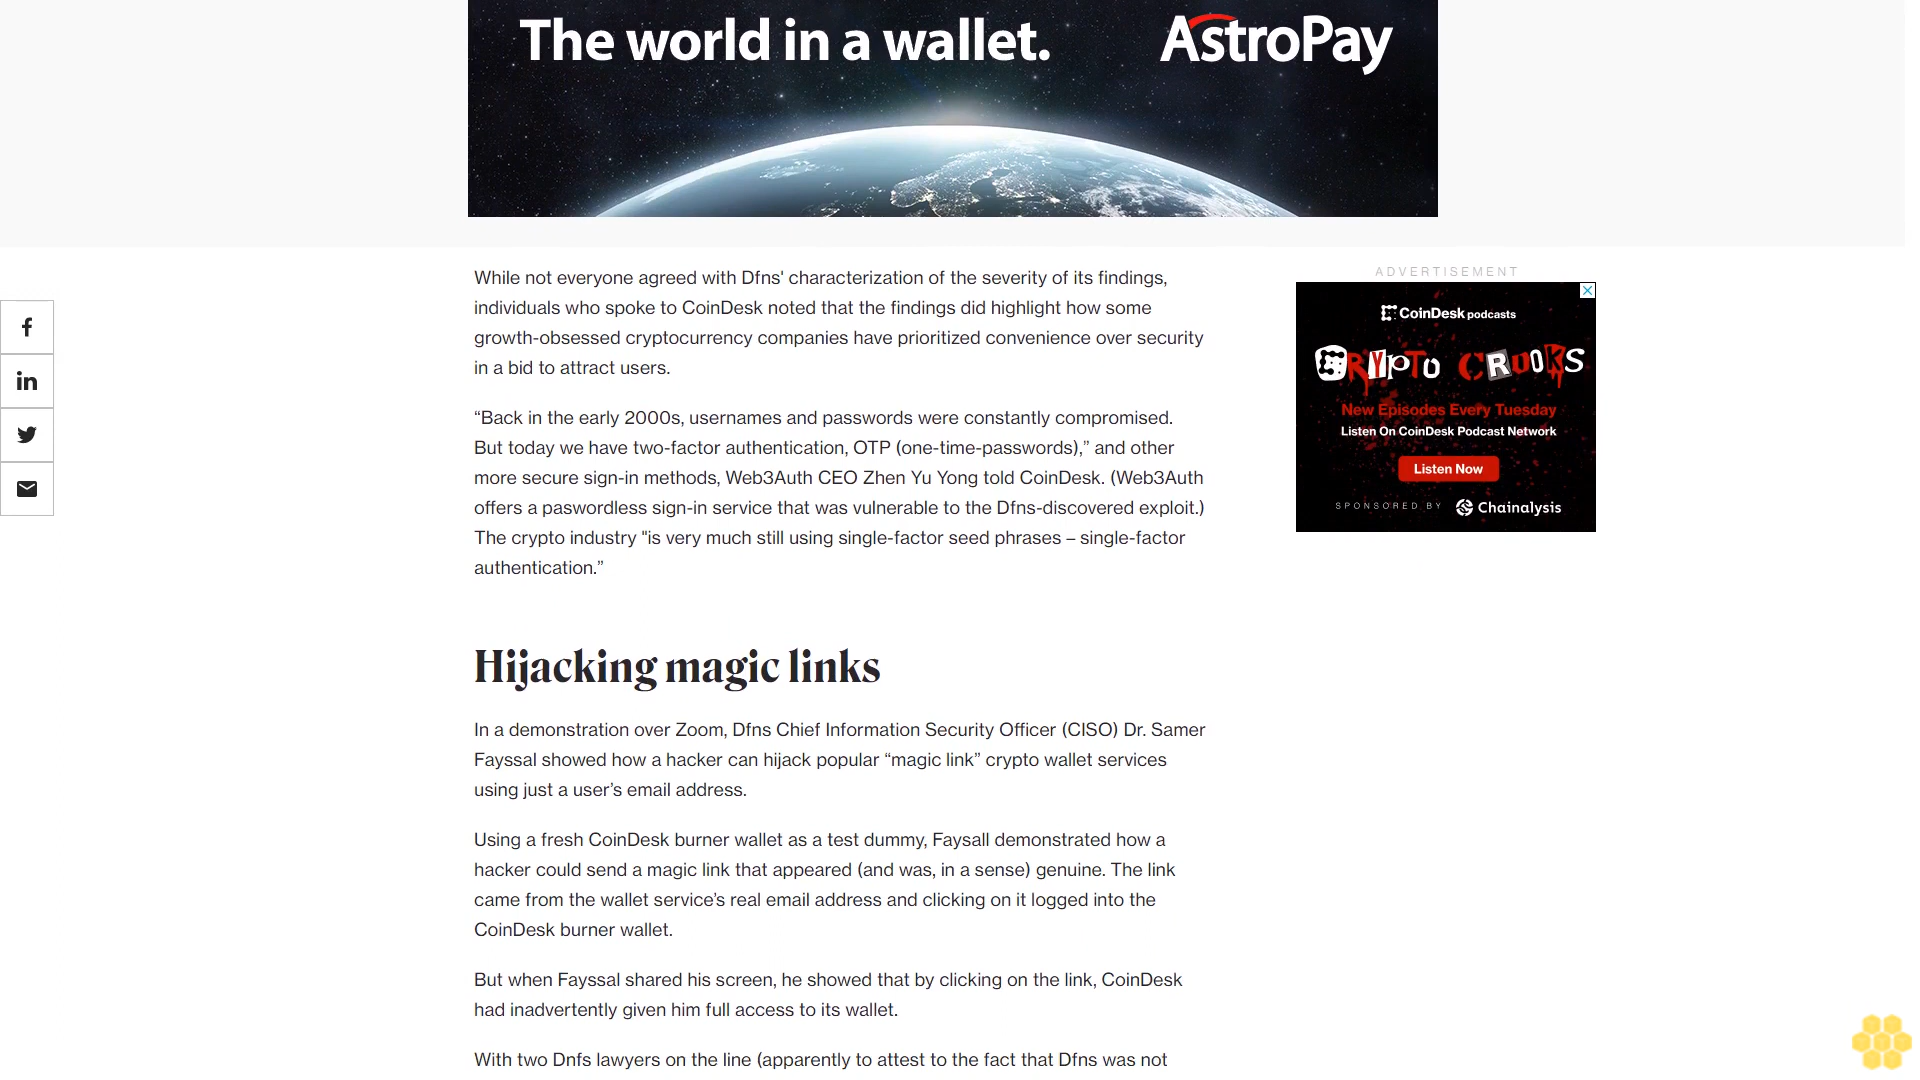 The world in a wallet.
AstroPay
While not everyone agreed with Dfns' characterization of the severity of its findings,
individuals who spoke to CoinDesk noted that the findings did highlight how some
growth-obsessed cryptocurrency companies have prioritized convenience over security
in a bid to attract users.
“Back in the early 2000s, usernames and passwords were constantly compromised.
But today we have two-factor authentication, OTP (one-time-passwords),” and other
more secure sign-in methods, Web3Auth CEO Zhen Yu Yong told CoinDesk. (Web3Auth
offers a paswordless sign-in service that was vulnerable to the Dfns-discovered exploit.)
The crypto industry "is very much still using single-factor seed phrases – single-factor
authentication.”
Hijacking magic links
In a demonstration over Zoom, Dfns Chief Information Security Officer (CISO) Dr. Samer
Fayssal showed how a hacker can hijack popular “magic link” crypto wallet services
using just a user’s email address.
Using a fresh CoinDesk burner wallet as a test dummy, Faysall demonstrated how a
hacker could send a magic link that appeared (and was, in a sense) genuine. The link
came from the wallet service’s real email address and clicking on it logged into the
CoinDesk burner wallet.
But when Fayssal shared his screen, he showed that by clicking on the link, CoinDesk
had inadvertently given him full access to its wallet.
With two Dnfs lawyers on the line (apparently to attest to the fact that Dfns was not
ADVERTISEMENT
CoinDesk podcasts
CRYPTO CROOKS
New Episodes Every Tuesday
Listen On CoinDesk Podcast Network
Listen Now
SPONSORED BY Chainalysis